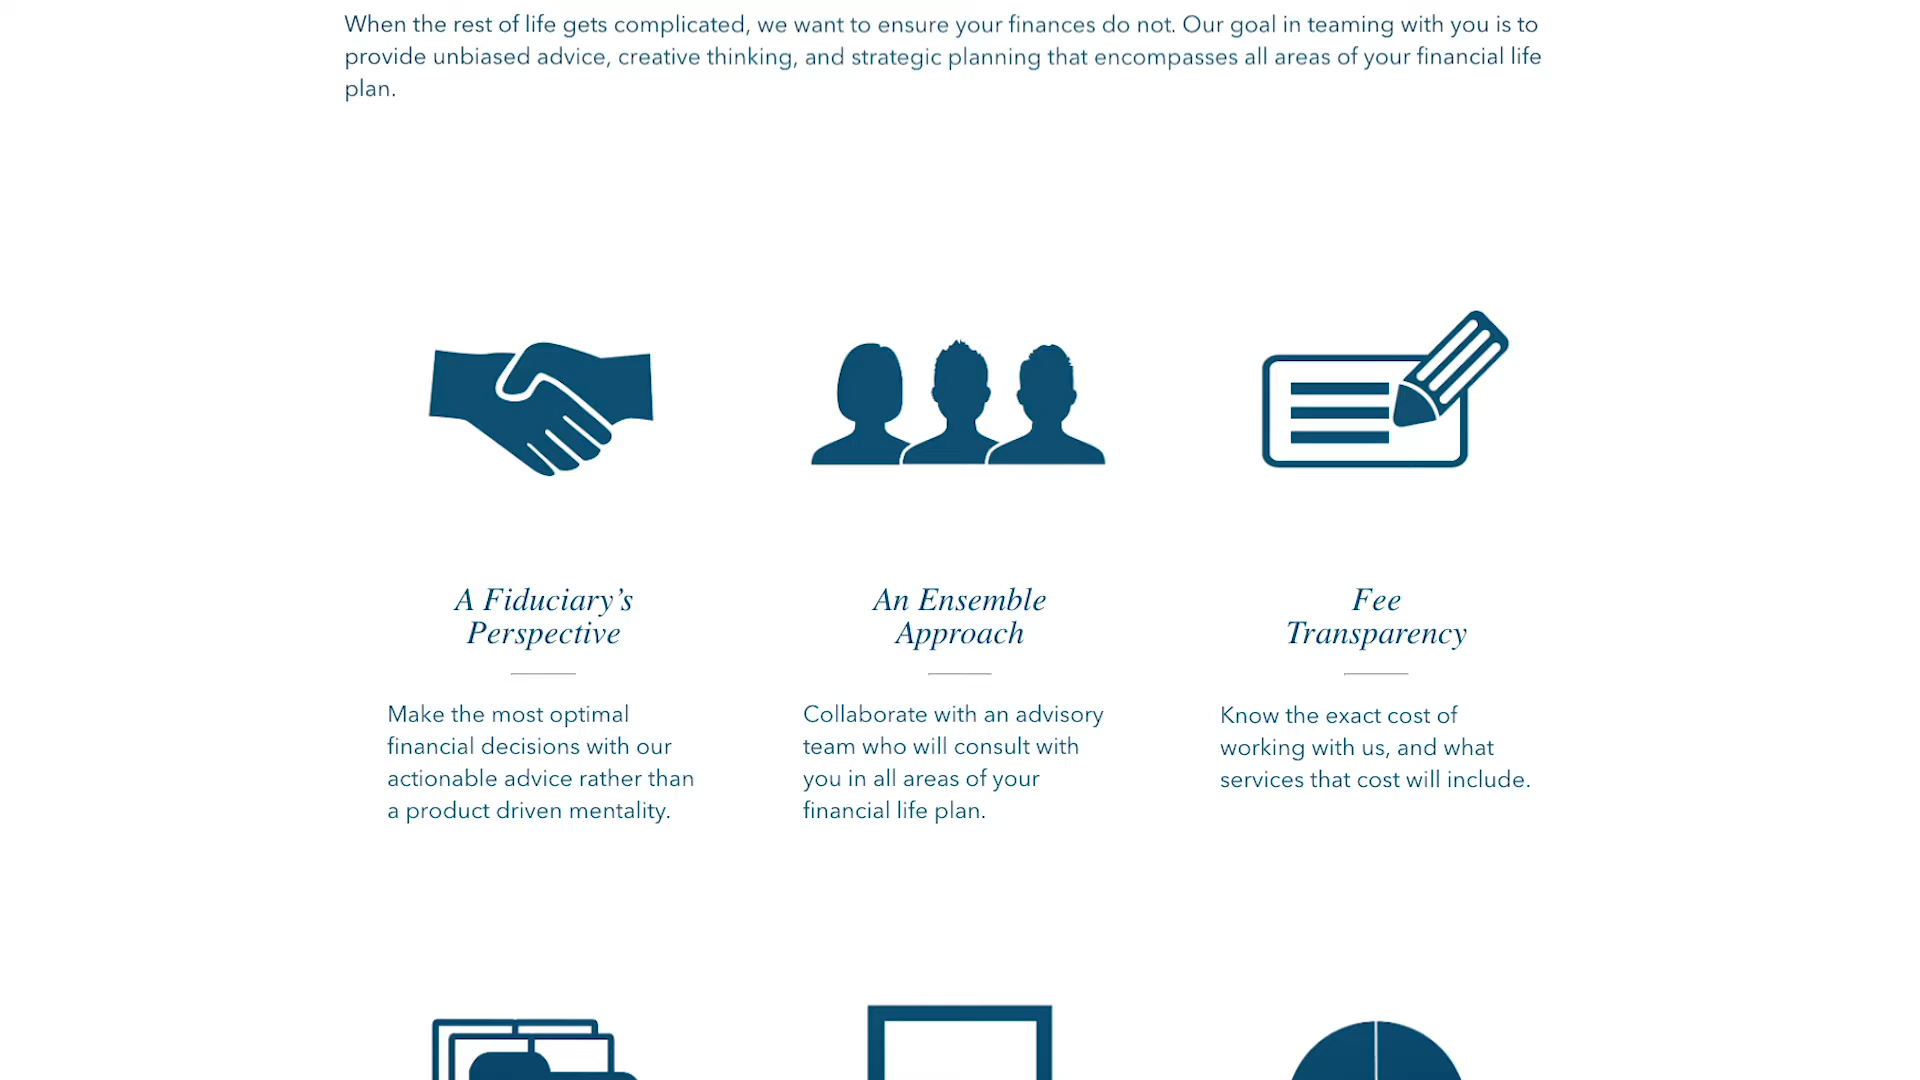 When the rest of life gets complicated, we want to ensure your finances do not. Our goal in teaming with you is to
provide unbiased advice, creative thinking, and strategic planning that encompasses all areas of your financial life
plan.
A Fiduciary’s
Perspective
Make the most optimal
financial decisions with our
actionable advice rather than
a product driven mentality.
An Ensemble
Approach
Collaborate with an advisory
team who will consult with
you in all areas of your
financial life plan.
Fee
Transparency
Know the exact cost of
working with us, and what
services that cost will include.